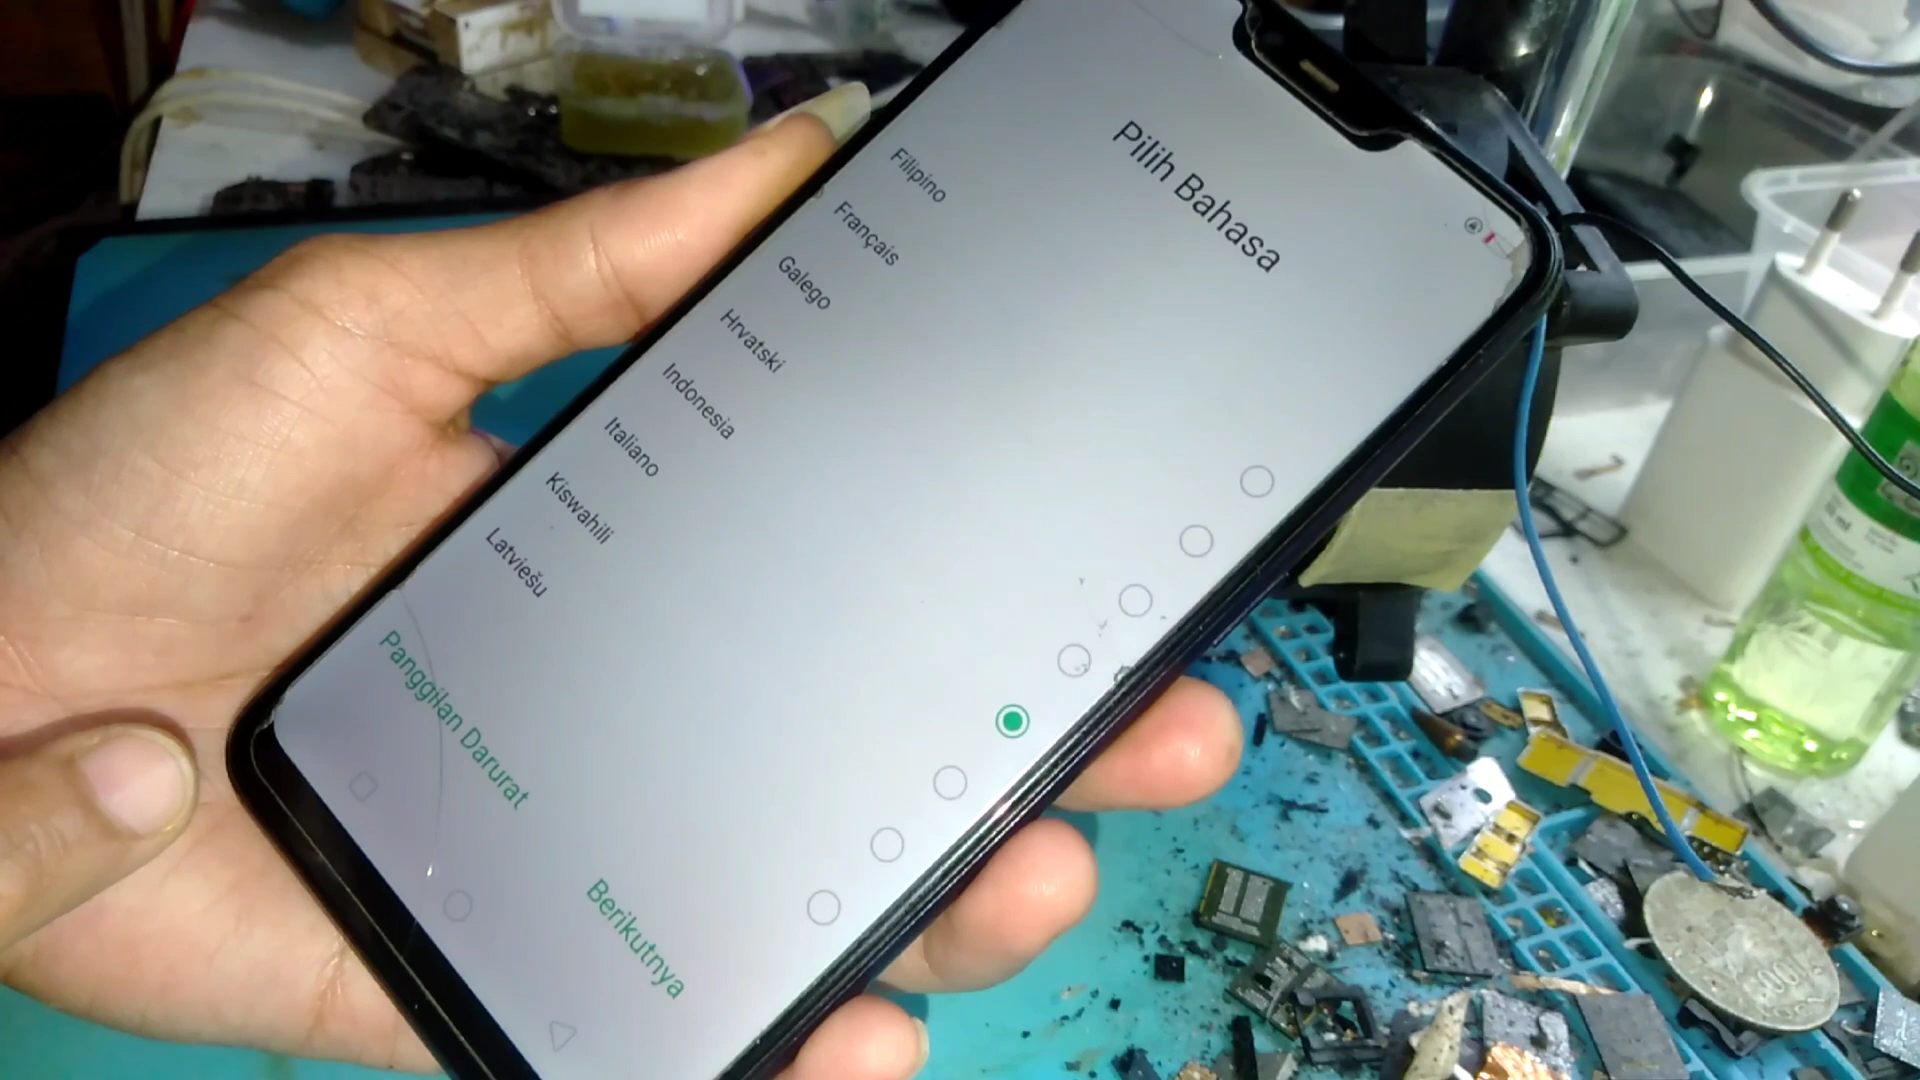 Pilih Bahasa
Filipino
Français
Galego
Hrvatski
Indonesia
Italiano
Kiswahili
Latviešu
Panggilan Darurat
Berikutnya